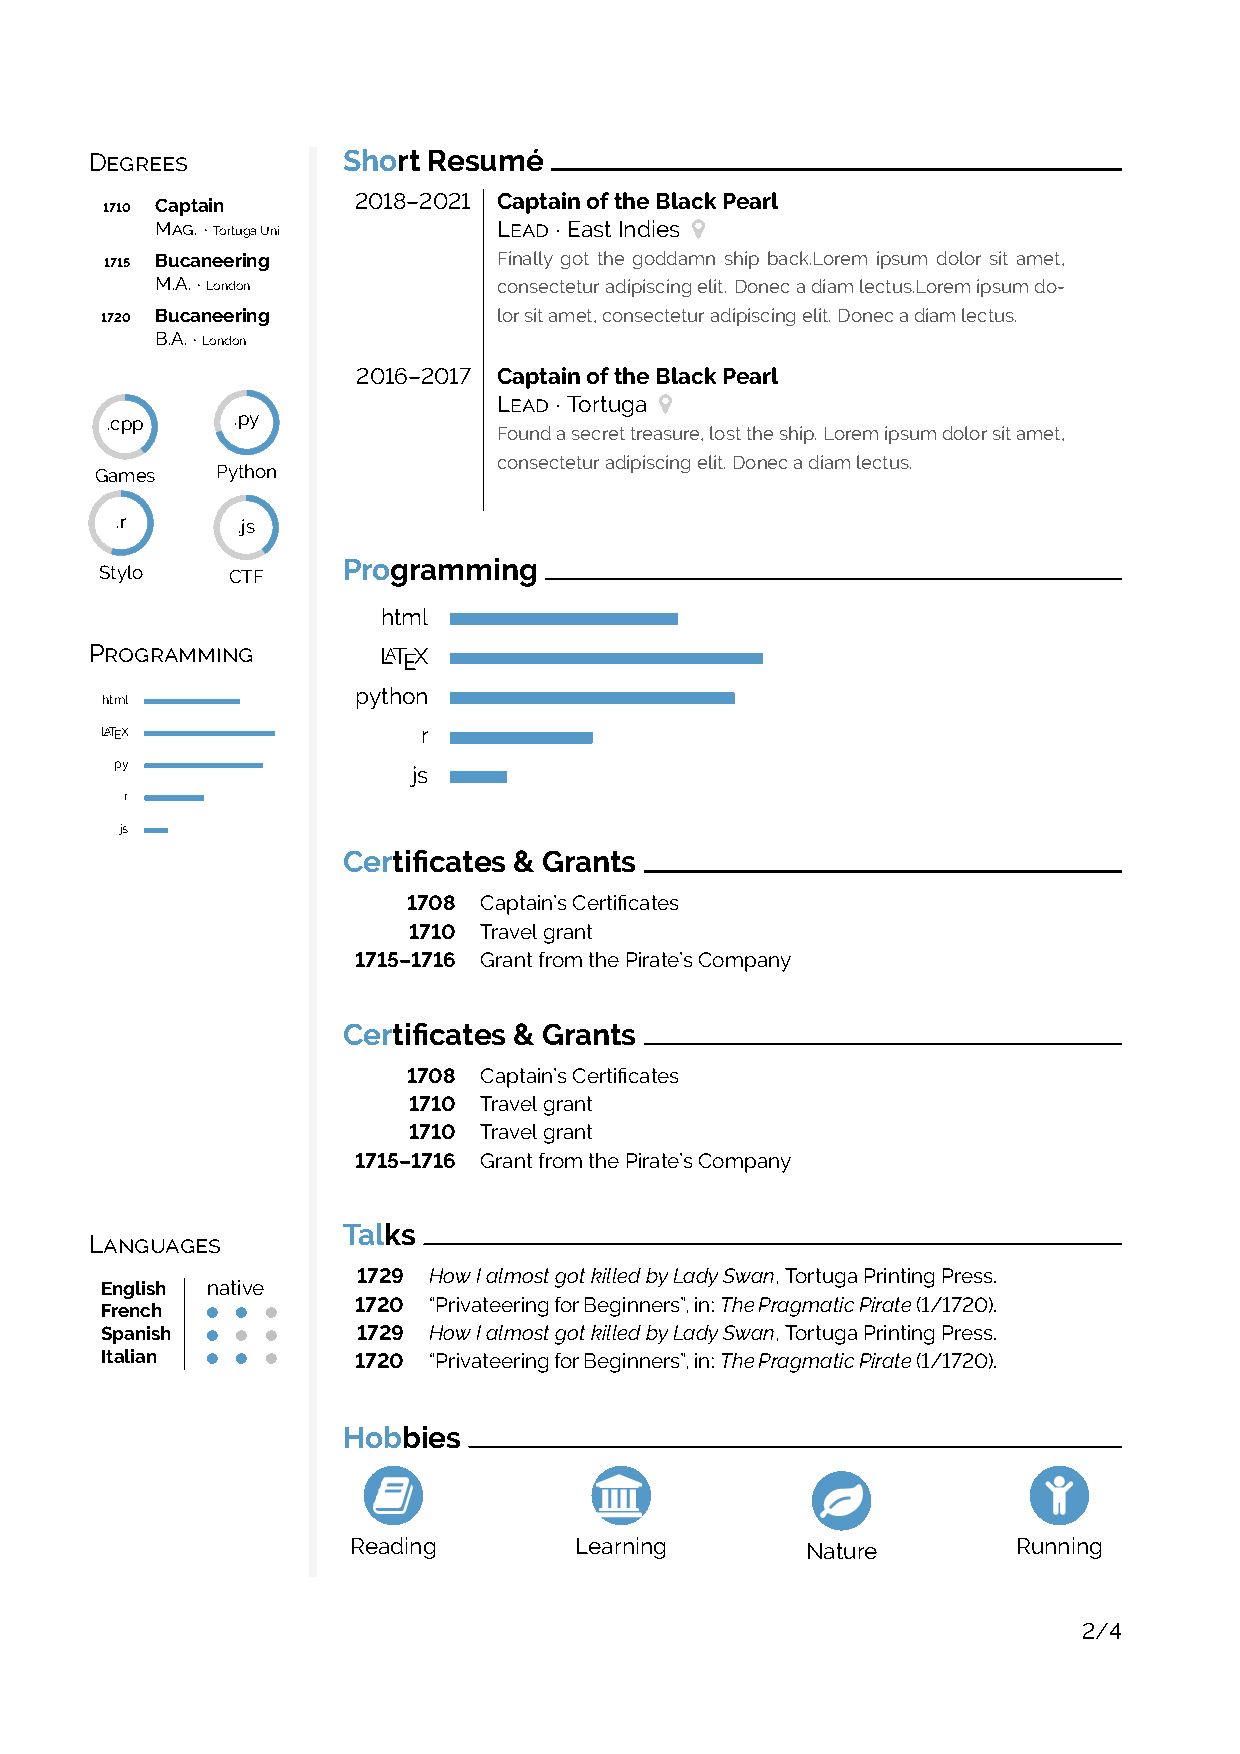 Degrees
1710 Captain
Mag. · Tortuga Uni
1715 Bucaneering
M.A. · London
1720 Bucaneering
B.A. · London
.cpp .py
Games Python
.r .js
Stylo CTF
Programming
html
LATEX
py
r
js
Languages
English native
French
Spanish
Italian
Short Resumé
2018–2021 Captain of the Black Pearl
Lead · East Indies
Finally got the goddamn ship back.Lorem ipsum dolor sit amet,
consectetur adipiscing elit. Donec a diam lectus.Lorem ipsum do-
lor sit amet, consectetur adipiscing elit. Donec a diam lectus.
2016–2017 Captain of the Black Pearl
Lead · Tortuga
Found a secret treasure, lost the ship. Lorem ipsum dolor sit amet,
consectetur adipiscing elit. Donec a diam lectus.
Programming
html
LATEX
python
r
js
Certificates & Grants
1708 Captain's Certificates
1710 Travel grant
1715–1716 Grant from the Pirate's Company
Certificates & Grants
1708 Captain's Certificates
1710 Travel grant
1710 Travel grant
1715–1716 Grant from the Pirate's Company
Talks
1729 How I almost got killed by Lady Swan, Tortuga Printing Press.
1720 “Privateering for Beginners”, in: The Pragmatic Pirate (1/1720).
1729 How I almost got killed by Lady Swan, Tortuga Printing Press.
1720 “Privateering for Beginners”, in: The Pragmatic Pirate (1/1720).
Hobbies
Reading Learning Nature Running
2/4